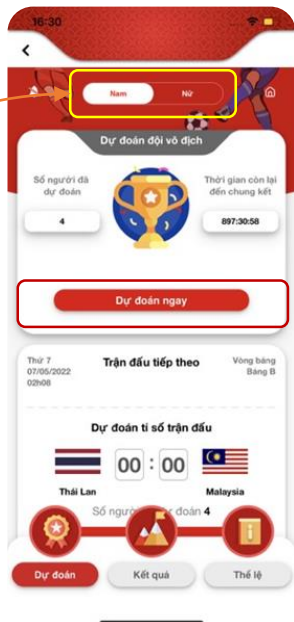 16:30
Nam
Nữ
Dự đoán đội vô địch
Số người đã
dự đoán
Thời gian còn lại
đến chung kết
4
897:30:58
Dự đoán ngay
Thứ 7
07/05/2022
02h08
Trận đấu tiếp theo
Vòng bảng
Bảng B
Dự đoán tỉ số trận đấu
00 : 00
Thái Lan
Malaysia
Số người dự đoán 4
Dự đoán
Kết quả
Thể lệ